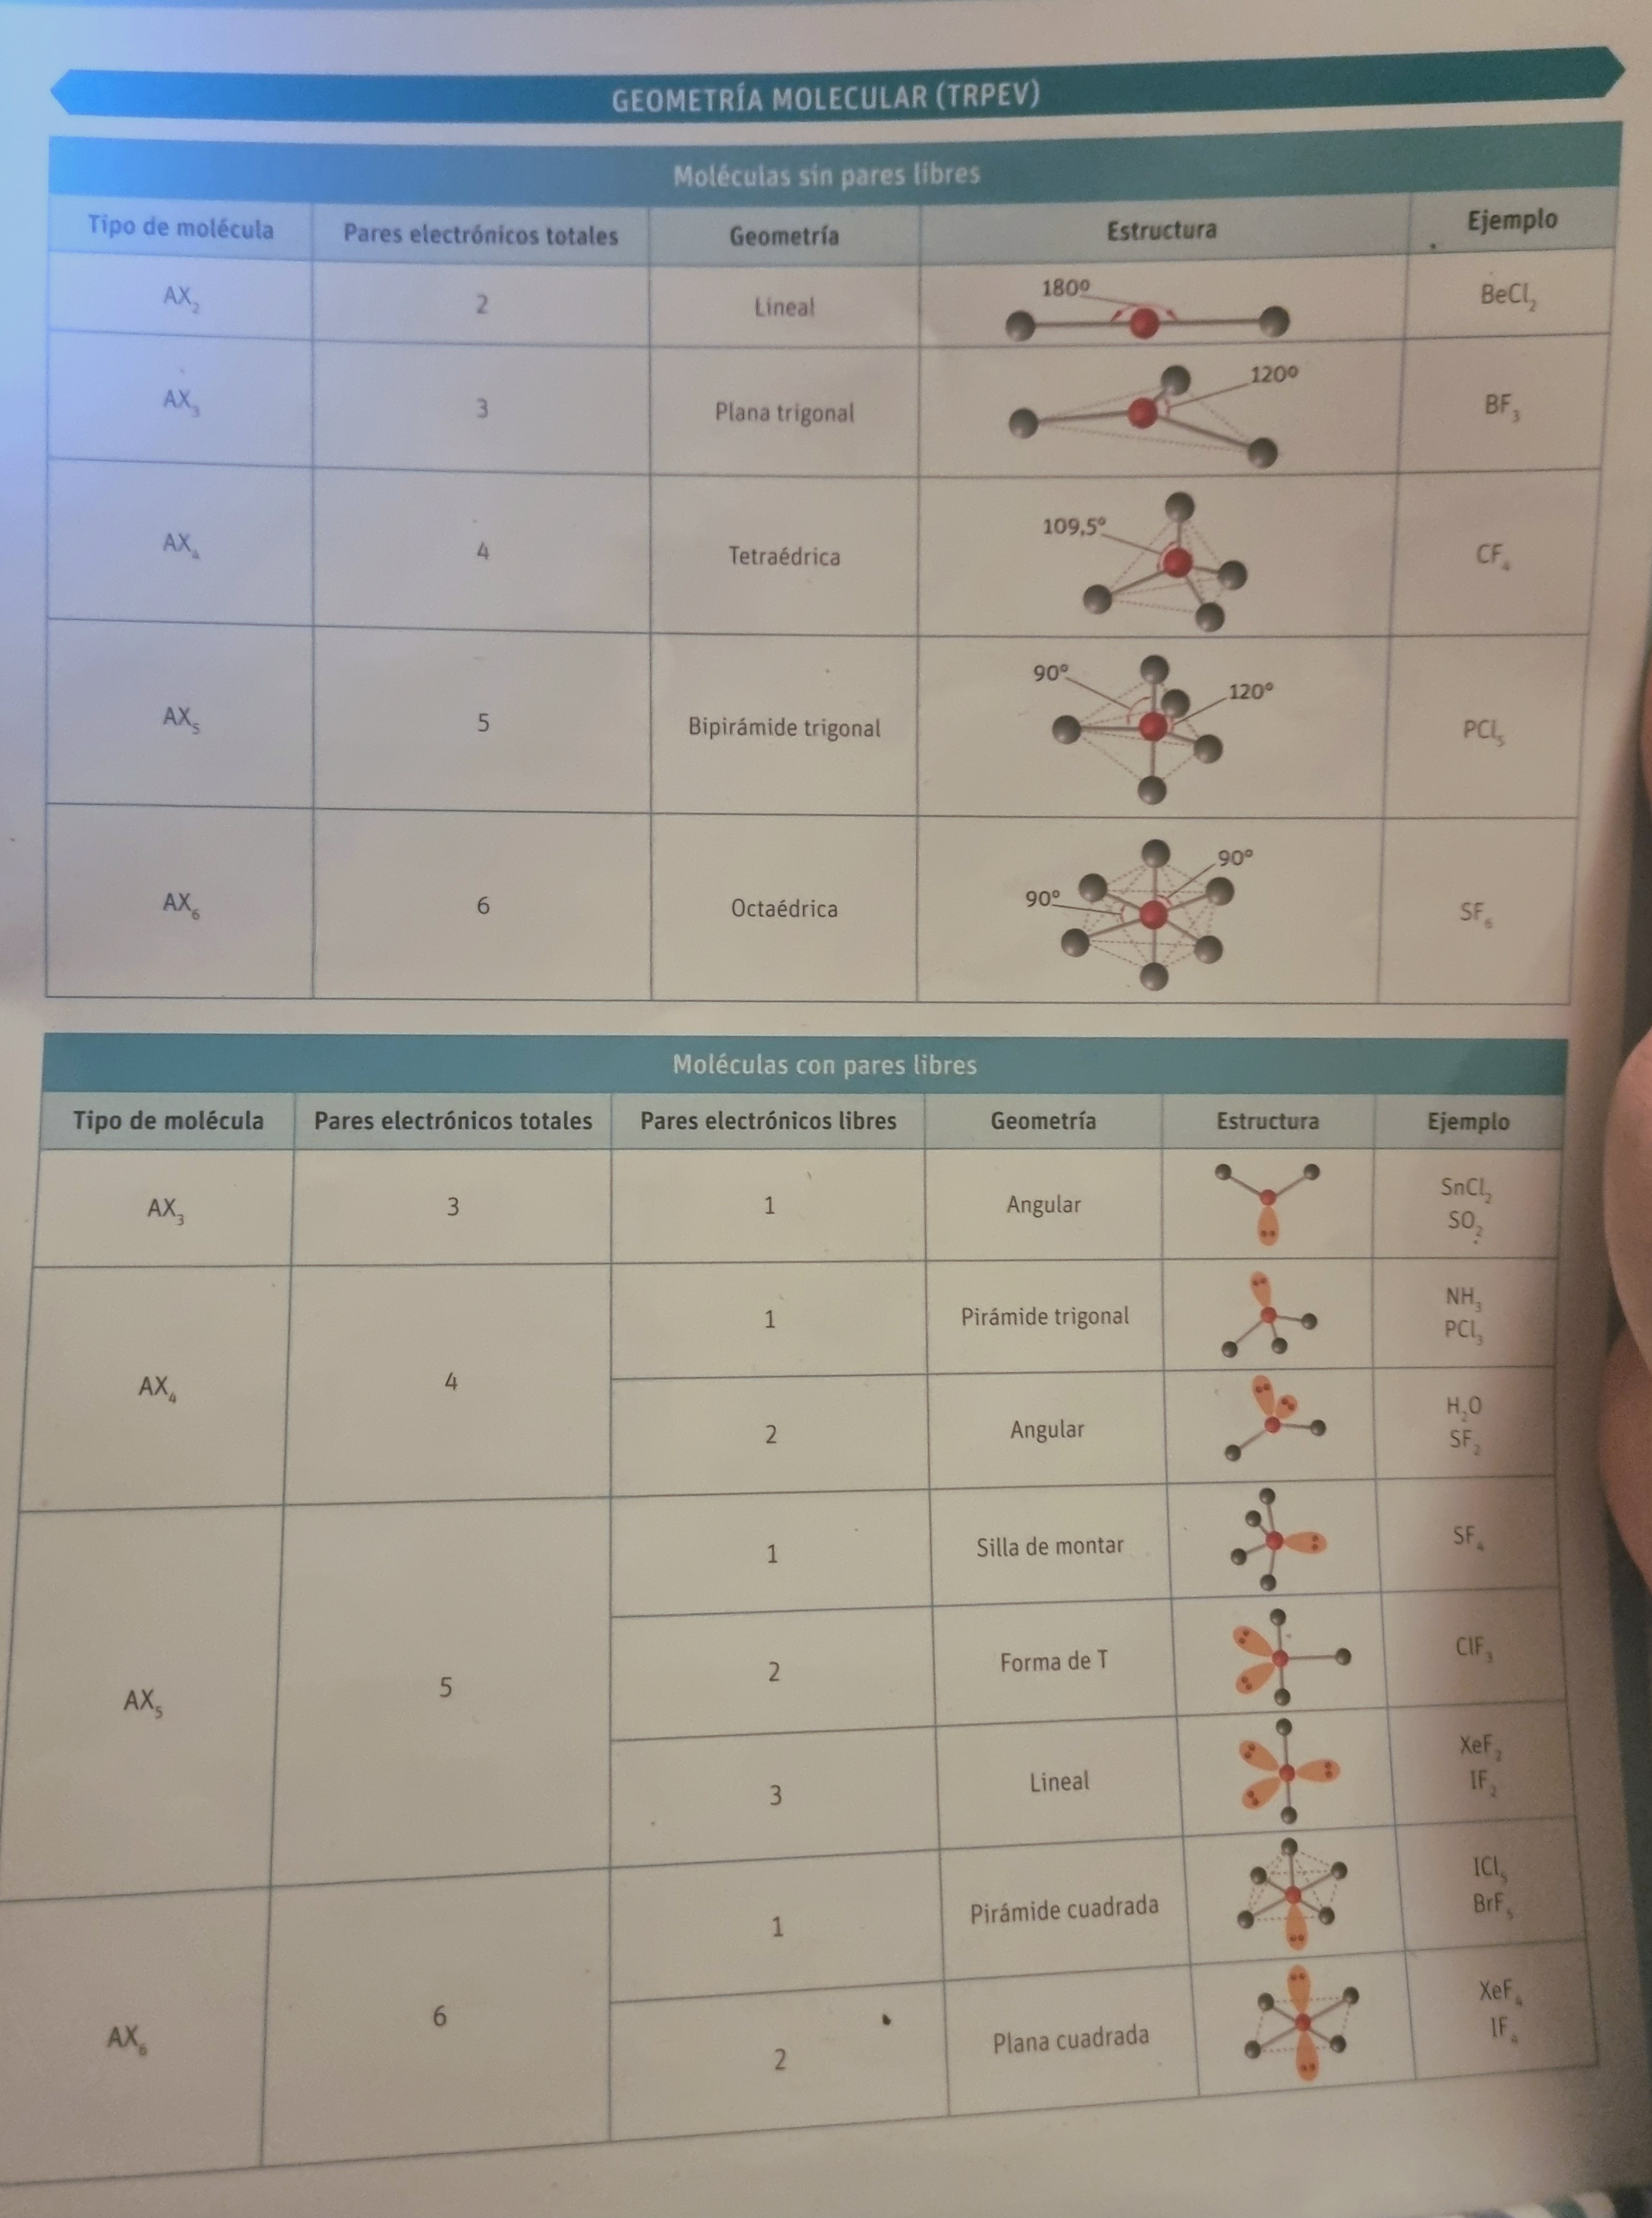 GEOMETRÍA MOLECULAR (TRPEV)
Moléculas sin pares libres
Tipo de molécula Pares electrónicos totales Geometría Estructura Ejemplo
AX₂ 2 Lineal 180º BeCl₂
AX₃ 3 Plana trigonal 120º BF₃
AX₄ 4 Tetraédrica 109,5º CF₄
AX₅ 5 Bipirámide trigonal 90º 120º PCl₅
AX₆ 6 Octaédrica 90º 90º SF₆
Moléculas con pares libres
Tipo de molécula Pares electrónicos totales Pares electrónicos libres Geometría Estructura Ejemplo
AX₃ 3 1 Angular SnCl₂
SO₂
AX₄ 4 1 Pirámide trigonal NH₃
PCl₃
2 Angular H₂O
SF₂
AX₅ 5 1 Silla de montar SF₄
2 Forma de T ClF₃
3 Lineal XeF₂
IF₂
AX₆ 6 1 Pirámide cuadrada ICl₅
BrF₅
2 Plana cuadrada XeF₄
IF₄